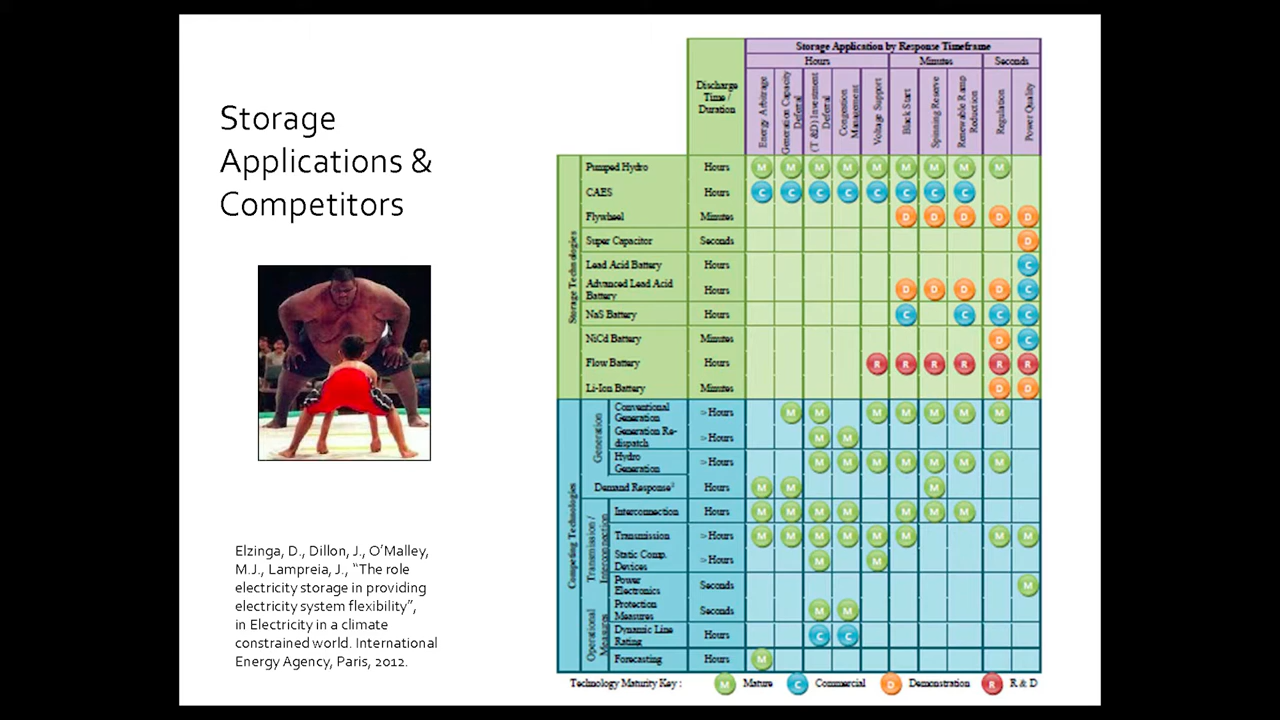 Storage
Applications &
Competitors
Elzinga, D., Dillon, J., O’Malley,
M.J., Lampreia, J., “The role
electricity storage in providing
electricity system flexibility”,
in Electricity in a climate
constrained world. International
Energy Agency, Paris, 2012.
Storage Application by Response Timeframe
Hours Minutes Seconds
Discharge
Time /
Duration
Energy Arbitrage
Generation Capacity
Deferral
(T &D) Investment
Deferral
Congestion
Management
Voltage Support
Black Start
Spinning Reserve
Renewable Ramp
Reduction
Regulation
Power Quality
Storage Technologies
Pumped Hydro Hours M M M M M M M M M
CAES Hours C C C C C C C C
Flywheel Minutes D D D D D
Super Capacitor Seconds D
Lead Acid Battery Hours C
Advanced Lead Acid
Battery Hours D D D D C
NaS Battery Hours C C C C
NiCd Battery Minutes D C
Flow Battery Hours R R R R R R
Li-Ion Battery Minutes D D
Competing Technologies
Generation
Conventional
Generation > Hours M M M M M M M
Generation Re-
dispatch > Hours M M
Hydro
Generation > Hours M M M M M M M
Demand Response² Hours M M M
Transmission /
Interconnection
Interconnection Hours M M M M M M M
Transmission > Hours M M M M M M M M
Static Comp.
Devices > Hours M M
Power
Electronics Seconds M
Operational
Measures
Protection
Measures Seconds M M
Dynamic Line
Rating Hours C C
Forecasting Hours M
Technology Maturity Key : M Mature C Commercial D Demonstration R R & D